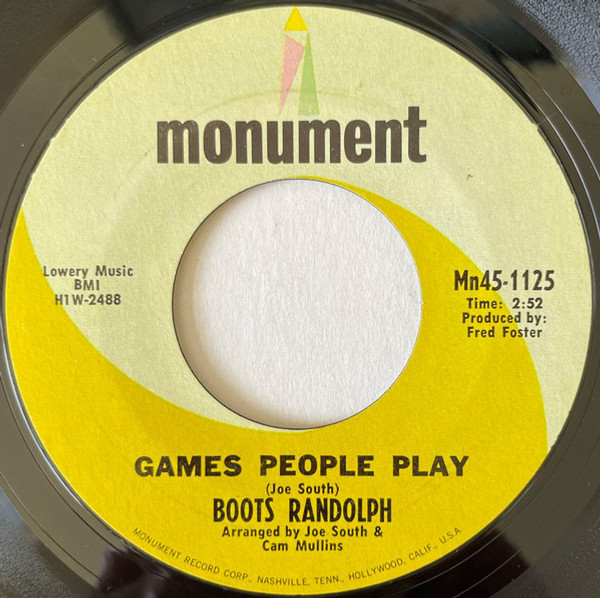 monument
Lowery Music
BMI
H1W-2488
Mn45-1125
Time: 2:52
Produced by:
Fred Foster
GAMES PEOPLE PLAY
(Joe South)
BOOTS RANDOLPH
Arranged by Joe South &
Cam Mullins
MONUMENT RECORD CORP., NASHVILLE, TENN., HOLLYWOOD, CALIF., U.S.A.